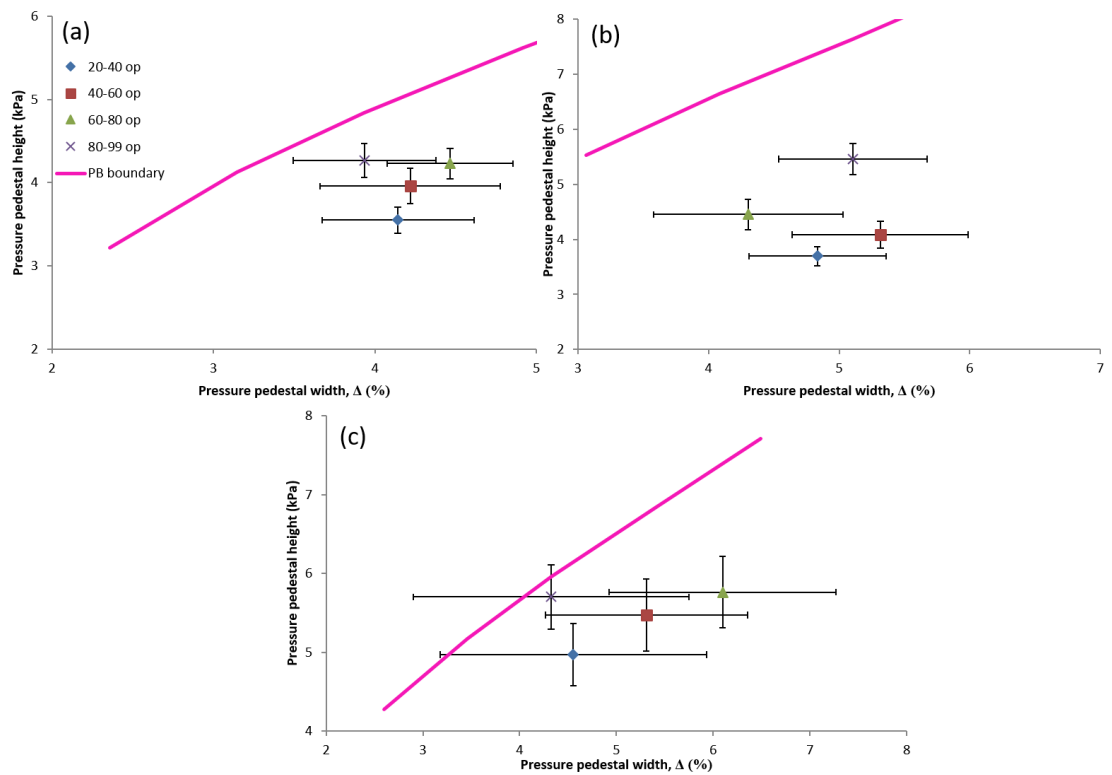 (a)
6
5
4
3
2
Pressure pedestal height (kPa)
20-40 op
40-60 op
60-80 op
80-99 op
PB boundary
2 3 4 5
Pressure pedestal width, Δ (%)
(b)
8
7
6
5
4
3
2
Pressure pedestal height (kPa)
3 4 5 6 7
Pressure pedestal width, Δ (%)
(c)
8
7
6
5
4
Pressure pedestal height (kPa)
2 3 4 5 6 7 8
Pressure pedestal width, Δ (%)